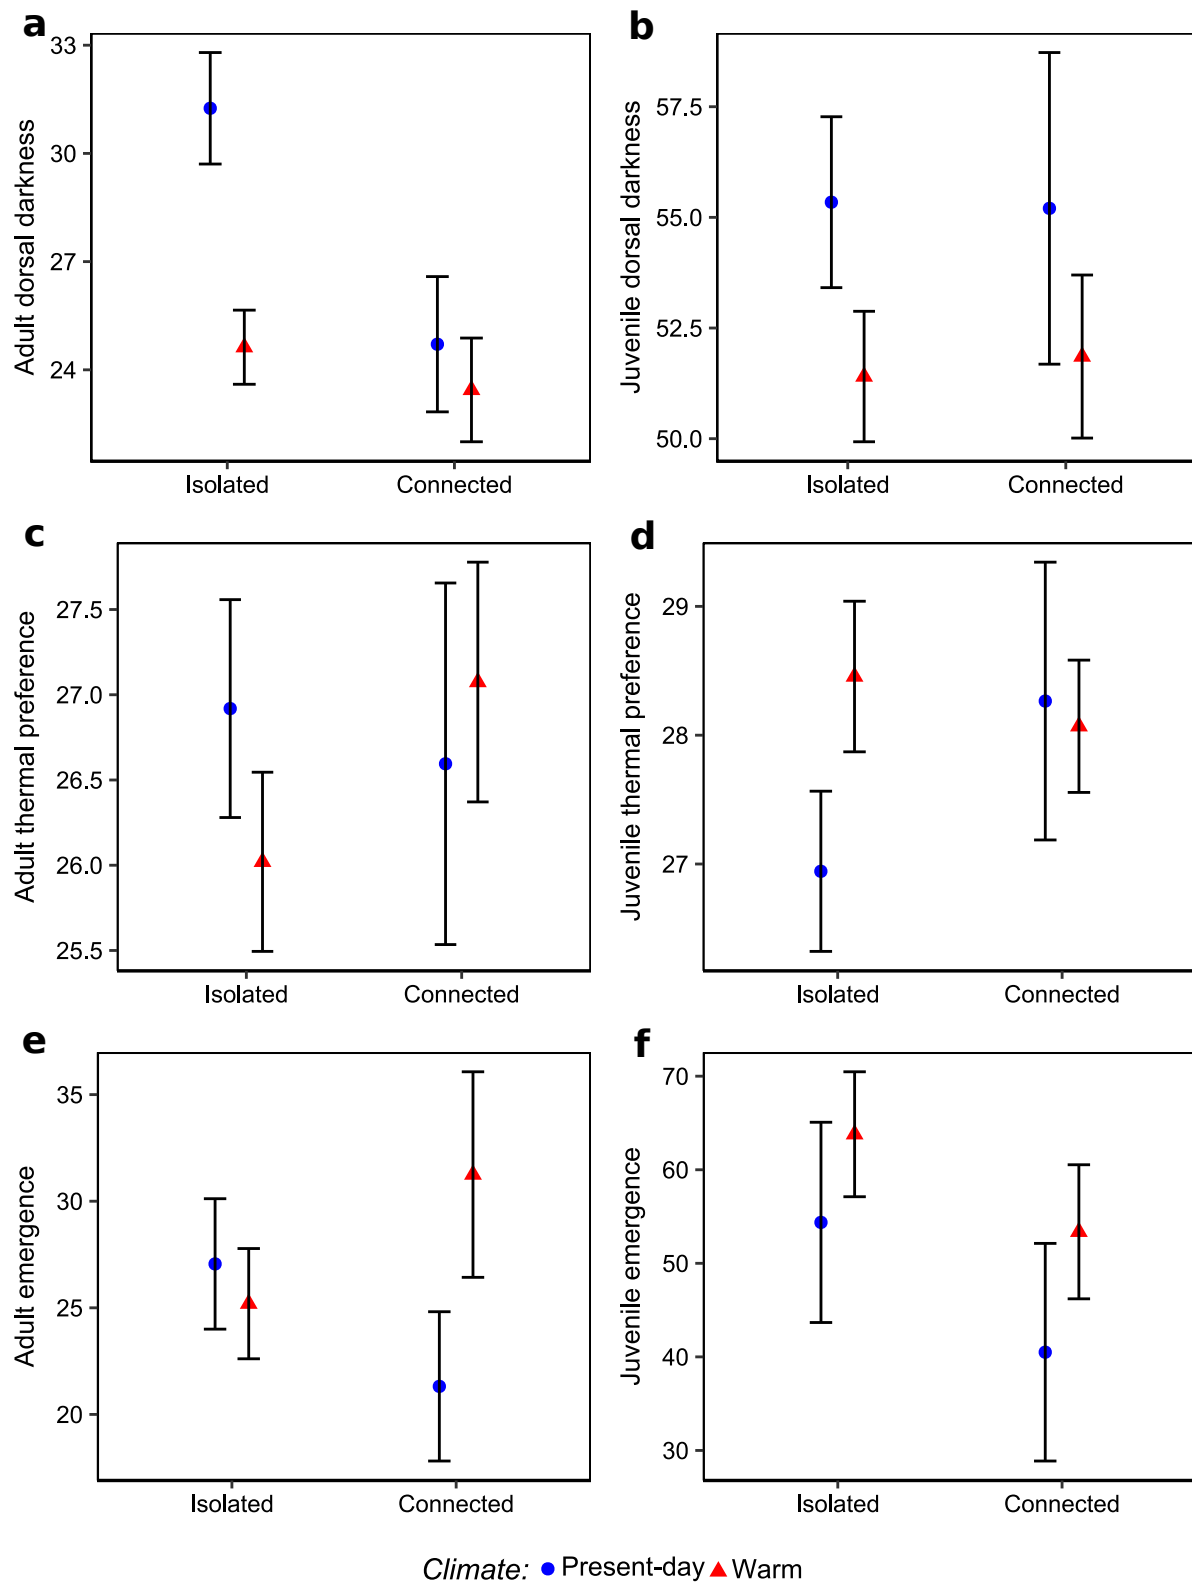 a
Adult dorsal darkness
33
30
27
24
Isolated Connected
b
Juvenile dorsal darkness
57.5
55.0
52.5
50.0
Isolated Connected
c
Adult thermal preference
27.5
27.0
26.5
26.0
25.5
Isolated Connected
d
Juvenile thermal preference
29
28
27
Isolated Connected
e
Adult emergence
35
30
25
20
Isolated Connected
f
Juvenile emergence
70
60
50
40
30
Isolated Connected
Climate: Present-day Warm